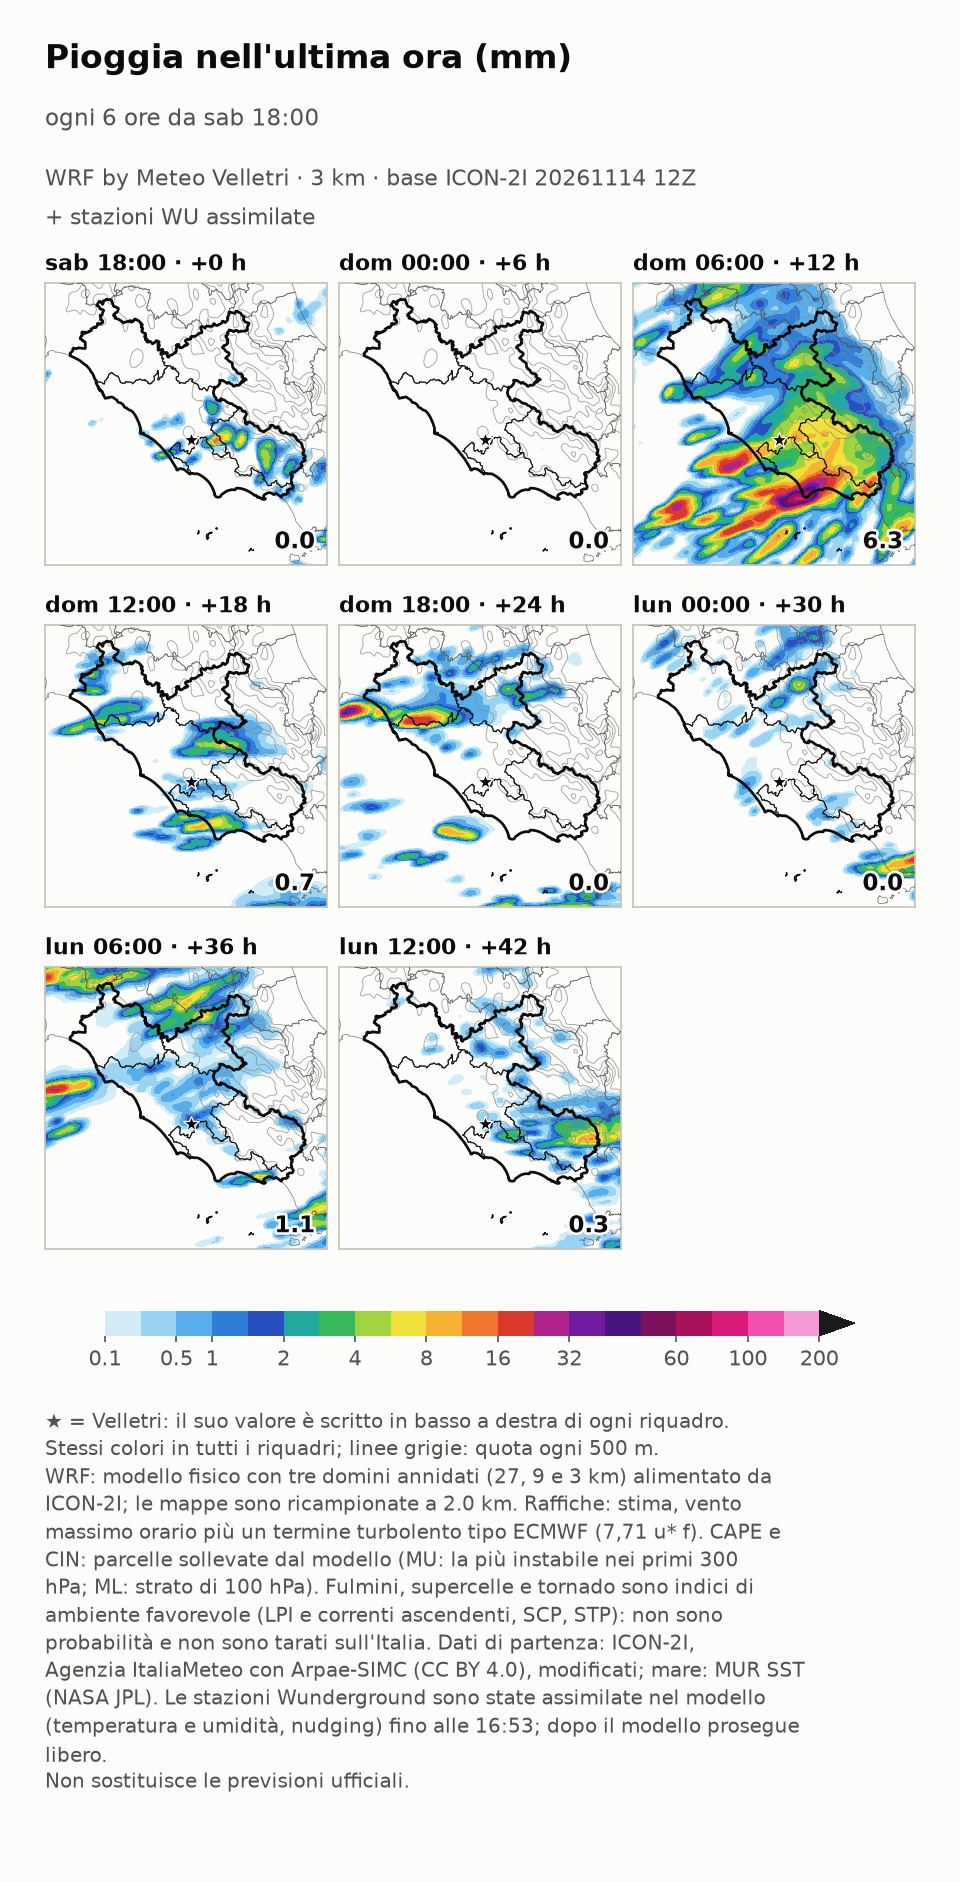 Pioggia nell'ultima ora (mm)
ogni 6 ore da sab 18:00
WRF by Meteo Velletri · 3 km · base ICON-2I 20261114 12Z
+ stazioni WU assimilate
sab 18:00 · +0 h
dom 00:00 · +6 h
dom 06:00 · +12 h
0.0
0.0
6.3
dom 12:00 · +18 h
dom 18:00 · +24 h
lun 00:00 · +30 h
0.7
0.0
0.0
lun 06:00 · +36 h
lun 12:00 · +42 h
1.1
0.3
0.1 0.5 1 2 4 8 16 32 60 100 200
★ = Velletri: il suo valore è scritto in basso a destra di ogni riquadro.
Stessi colori in tutti i riquadri; linee grigie: quota ogni 500 m.
WRF: modello fisico con tre domini annidati (27, 9 e 3 km) alimentato da
ICON-2I; le mappe sono ricampionate a 2.0 km. Raffiche: stima, vento
massimo orario più un termine turbolento tipo ECMWF (7,71 u* f). CAPE e
CIN: parcelle sollevate dal modello (MU: la più instabile nei primi 300
hPa; ML: strato di 100 hPa). Fulmini, supercelle e tornado sono indici di
ambiente favorevole (LPI e correnti ascendenti, SCP, STP): non sono
probabilità e non sono tarati sull'Italia. Dati di partenza: ICON-2I,
Agenzia ItaliaMeteo con Arpae-SIMC (CC BY 4.0), modificati; mare: MUR SST
(NASA JPL). Le stazioni Wunderground sono state assimilate nel modello
(temperatura e umidità, nudging) fino alle 16:53; dopo il modello prosegue
libero.
Non sostituisce le previsioni ufficiali.